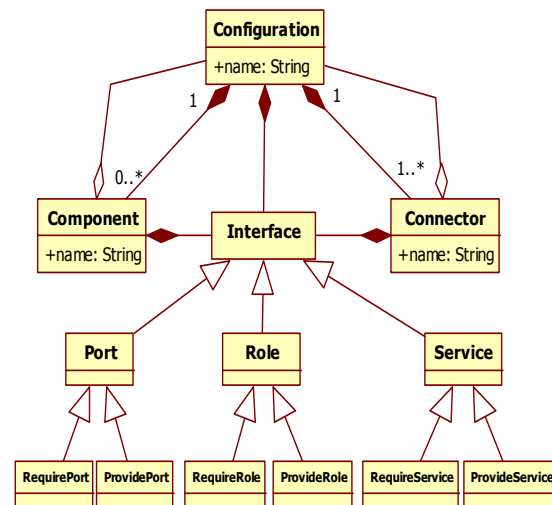 Configuration
+name: String
1
1
0..*
1..*
Component
+name: String
Interface
Connector
+name: String
Port
Role
Service
RequirePort
ProvidePort
RequireRole
ProvideRole
RequireService
ProvideService